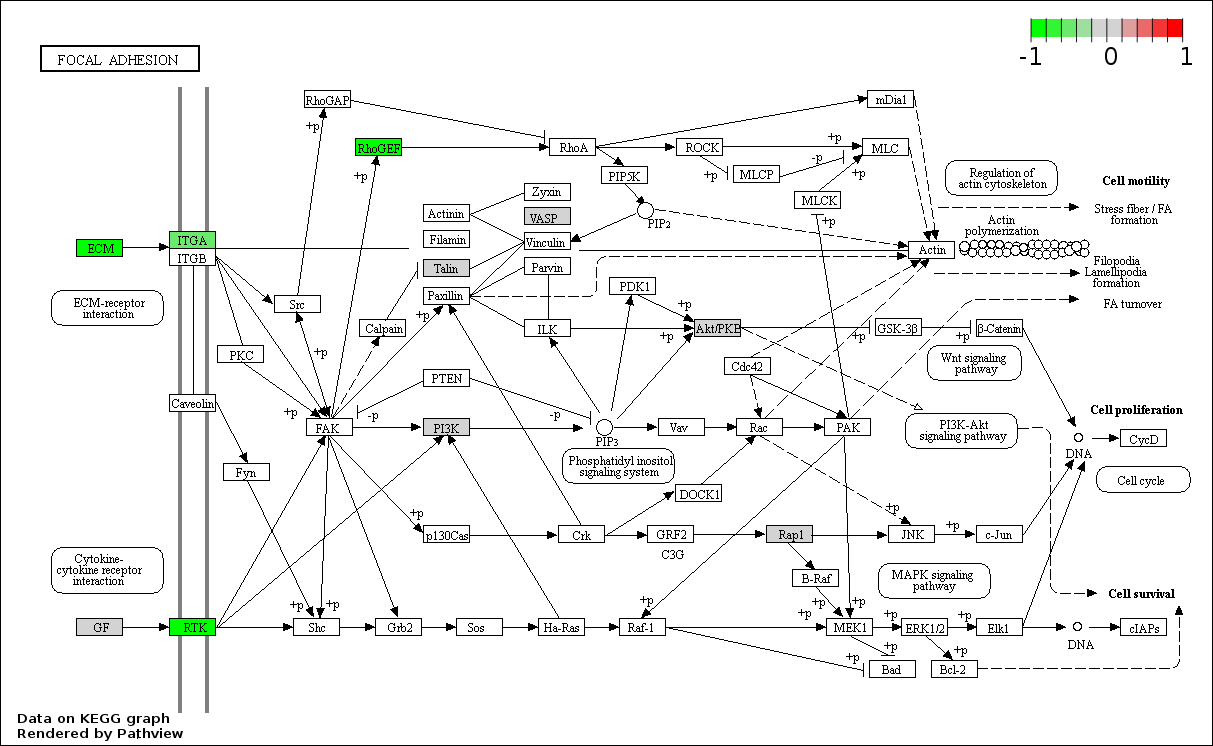 -1 0 1
FOCAL ADHESION
RhoGAP
mDia1
+p
RhoGEF
RhoA
ROCK
+p
MLC
-p
+p
+p
MLCP
+p
PIP5K
MLCK
+p
Regulation of
actin cytoskeleton
Cell motility
Zyxin
Actinin
VASP
PIP2
Stress fiber / FA
formation
Actin
polymerization
ECM
ITGA
ITGB
Filamin
Vinculin
Actin
Talin
Parvin
Filopodia
Lamellipodia
formation
ECM-receptor
interaction
Src
Paxillin
PDK1
+p
FA turnover
Calpain
+p
ILK
+p
Akt/PKB
+p
GSK-3β
+p
β-Catenin
PKC
+p
Cdc42
Wnt signaling
pathway
PTEN
Caveolin
+p
-p
-p
Cell proliferation
FAK
PI3K
PIP3
Vav
Rac
PAK
PI3K-Akt
signaling pathway
DNA
CycD
Fyn
Phosphatidyl inositol
signaling system
Cell cycle
DOCK1
+p
+p
p130Cas
Crk
GRF2
C3G
Rap1
JNK
+p
c-Jun
Cytokine-
cytokine receptor
interaction
B-Raf
MAPK signaling
pathway
Cell survival
+p
+p
+p
+p
+p
+p
+p
+p
GF
RTK
Shc
Grb2
Sos
Ha-Ras
Raf-1
MEK1
ERK1/2
Elk1
DNA
cIAPs
+p
+p
+p
Bad
Bcl-2
Data on KEGG graph
Rendered by Pathview